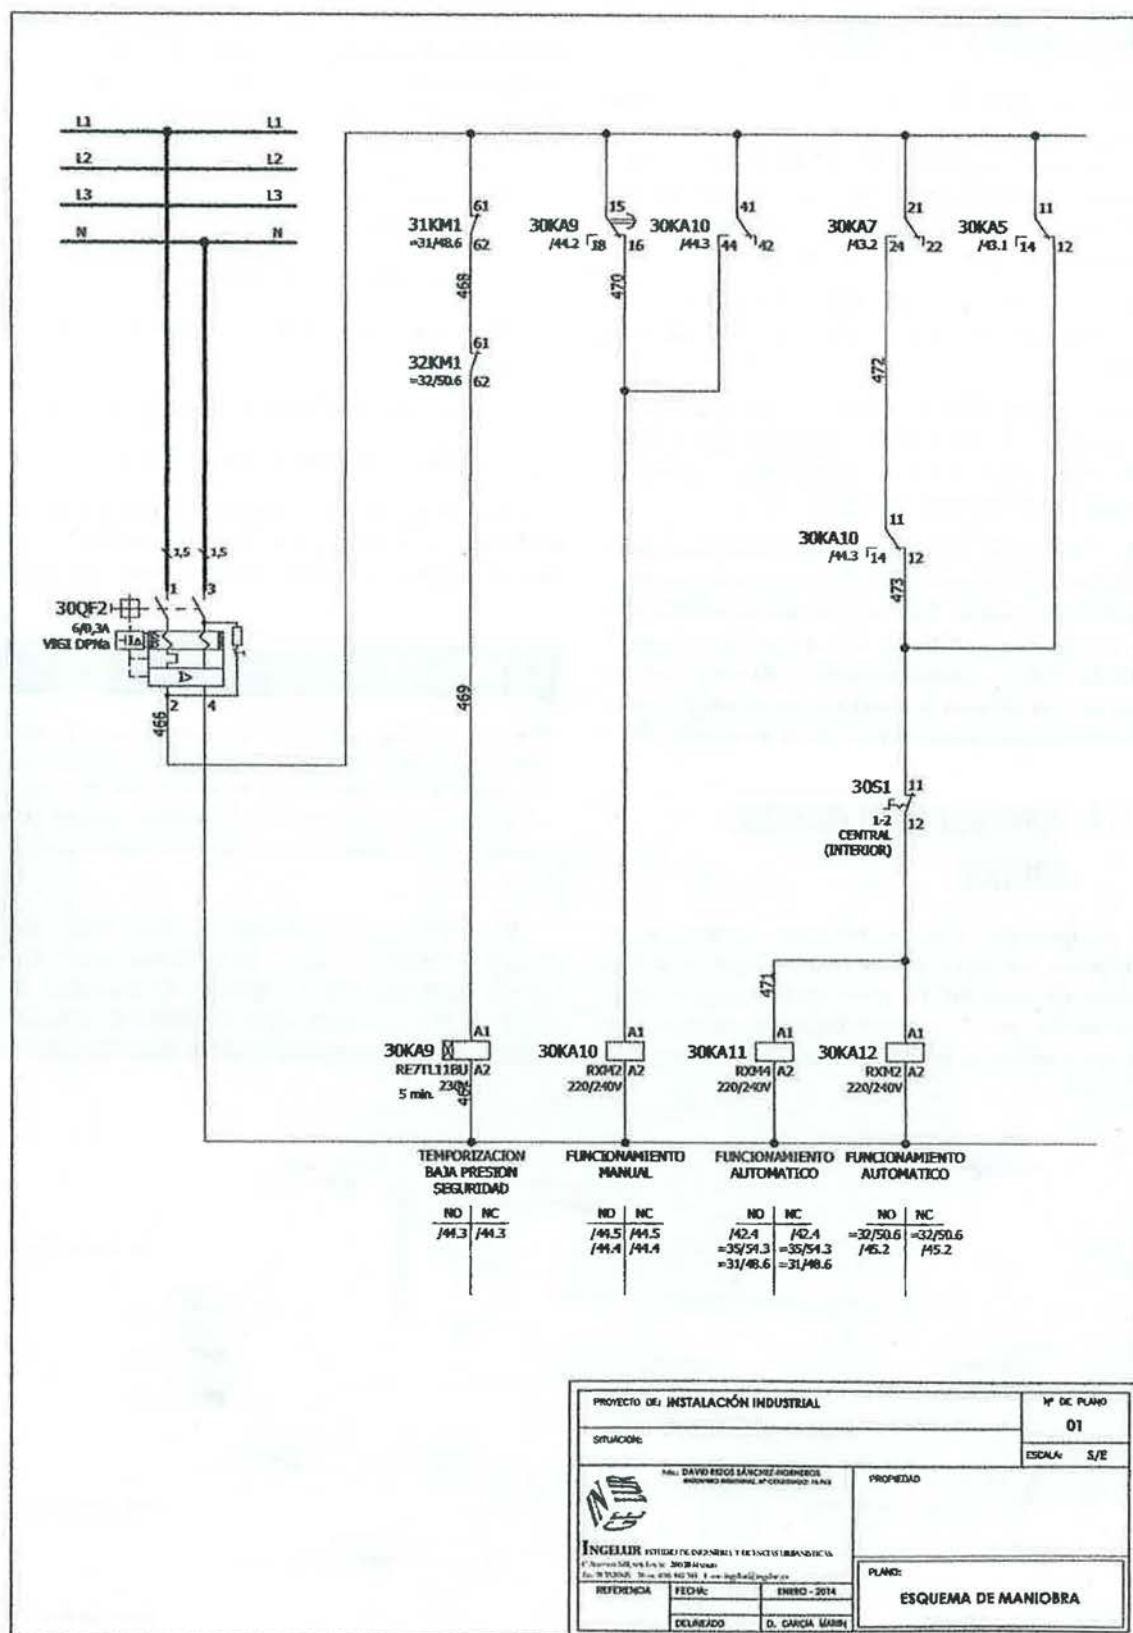 L1 L1
L2 L2
L3 L3
N N
1,5 1,5
1 3
30QF2
6/0,3A
VIGI DPNa
2 4
466
31KM1
=31/48.6
61
62
468
32KM1
=32/50.6
61
62
469
30KA9
/44.2
15
18 16
470
30KA10
/44.3
41
44 42
30KA7
/43.2
21
24 22
472
30KA5
/43.1
11
14 12
30KA10
/44.3
11
14 12
473
30S1
11
1-2
12
CENTRAL
(INTERIOR)
471
30KA9
A1
RE7TL11BU A2
230V
5 min.
30KA10
A1
RXM2 A2
220/240V
30KA11
A1
RXM4 A2
220/240V
30KA12
A1
RXM2 A2
220/240V
TEMPORIZACION
BAJA PRESION
SEGURIDAD
FUNCIONAMIENTO
MANUAL
FUNCIONAMIENTO
AUTOMATICO
FUNCIONAMIENTO
AUTOMATICO
NO NC
/44.3 /44.3
NO NC
/44.5 /44.5
/44.4 /44.4
NO NC
/42.4 /42.4
=35/54.3 =35/54.3
=31/48.6 =31/48.6
NO NC
=32/50.6 =32/50.6
/45.2 /45.2
PROYECTO DE: INSTALACIÓN INDUSTRIAL
Nº DE PLANO
01
SITUACION:
ESCALA: S/E
PROPIEDAD
INGELUR ESTUDIO DE INGENIERIA Y LICENCIAS URBANISTICAS
REFERENCIA FECHA: ENERO - 2014
DELINEADO D. GARCIA MARIN
PLANO:
ESQUEMA DE MANIOBRA